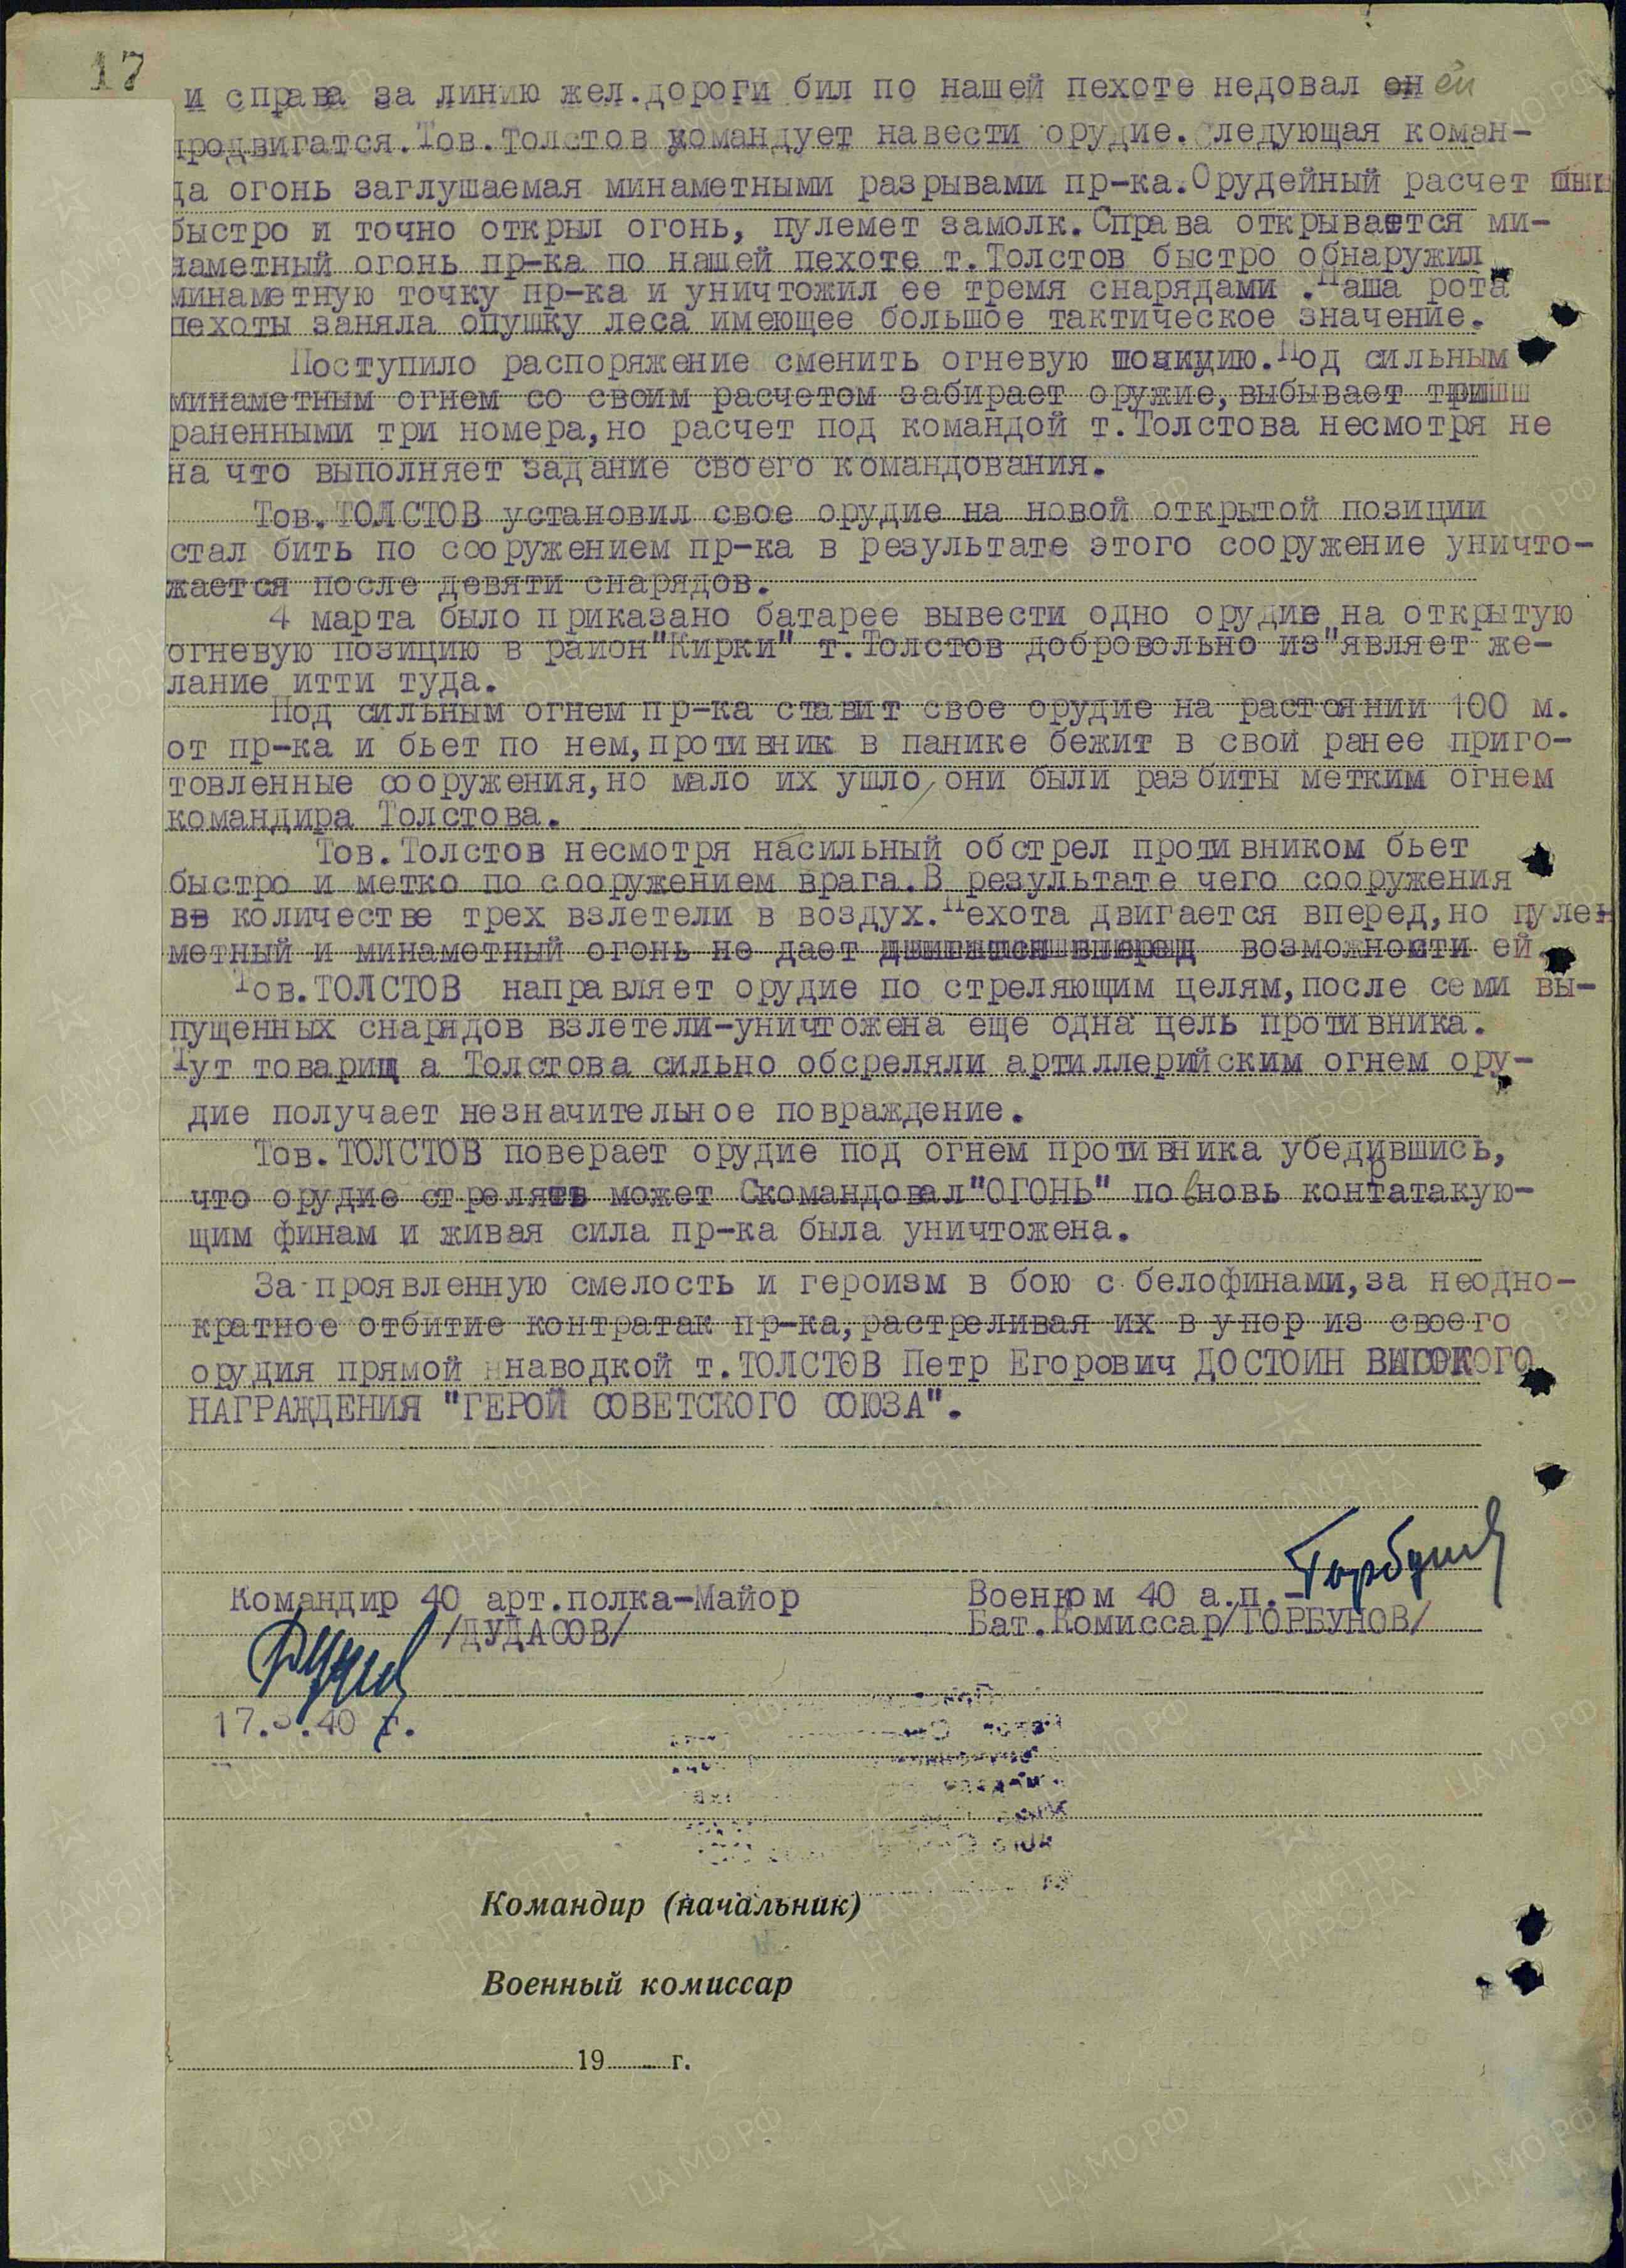 17
и справа за линию жел.дороги бил по нашей пехоте недовал ей
продвигатся.Тов.Толстов командует навести орудие.Следующая коман-
да огонь заглушаемая минаметными разрывами пр-ка.Орудейный расчет
быстро и точно открыл огонь, пулемет замолк.Справа открывается ми-
наметный огонь пр-ка по нашей пехоте т.Толстов быстро обнаружил
минаметную точку пр-ка и уничтожил ее тремя снарядами .Наша рота
пехоты заняла опушку леса имеющее большое тактическое значение.
Поступило распоряжение сменить огневую позицию.Под сильным
минаметным огнем со своим расчетом забирает оружие,выбывает
раненными три номера,но расчет под командой т.Толстова несмотря не
на что выполняет задание своего командования.
Тов.ТОЛСТОВ установил свое орудие на новой открытой позиции
стал бить по сооружением пр-ка в результате этого сооружение уничто-
жается после девяти снарядов.
4 марта было приказано батарее вывести одно орудие на открытую
огневую позицию в район"Кирки" т.Толстов добровольно из"являет же-
лание итти туда.
Под сильным огнем пр-ка ставит свое орудие на растоянии 100 м.
от пр-ка и бьет по нем,противник в панике бежит в свои ранее приго-
товленные сооружения,но мало их ушло,они были разбиты метким огнем
командира Толстова.
Тов.Толстов несмотря насильный обстрел противником бьет
быстро и метко по сооружением врага.В результате чего сооружения
вв количестве трех взлетели в воздух.Пехота двигается вперед,но пулен
метный и минаметный огонь не дает возможности ей.
Тов.ТОЛСТОВ направляет орудие по стреляющим целям,после семи вы-
пущенных снарядов взлетели-уничтожена еще одна цель противника.
Тут товарищ а Толстова сильно обсреляли артиллерийским огнем ору-
дие получает незначительное повраждение.
Тов.ТОЛСТОВ поверает орудие под огнем противника убедившись,
что орудие стрелять может Скомандовал"ОГОНЬ" по вновь контратакую-
щим финам и живая сила пр-ка была уничтожена.
За проявленную смелость и героизм в бою с белофинами,за неодно-
кратное отбитие контратак пр-ка,растреливая их в упор из своего
орудия прямой ннаводкой т.ТОЛСТОВ Петр Егорович ДОСТОИН ВЫСОКОГО
НАГРАЖДЕНИЯ "ГЕРОЙ СОВЕТСКОГО СОЮЗА".
Командир 40 арт.полка-Майор
/ДУДАСОВ/
Военком 40 а.п.-
Бат.Комиссар/ГОРБУНОВ/
17.3.40 г.
Командир (начальник)
Военный комиссар
19 г.